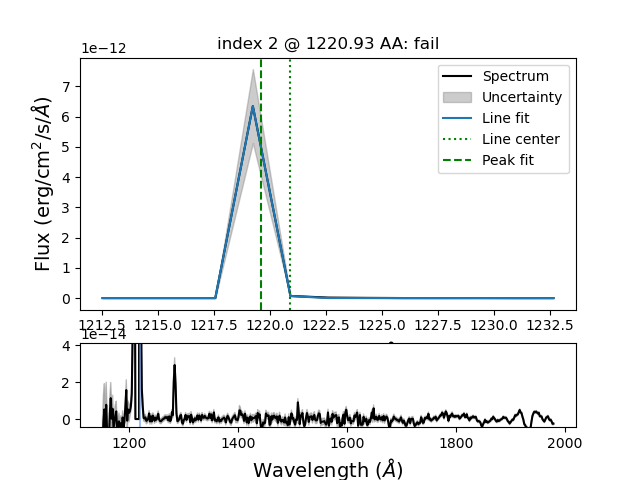 index 2 @ 1220.93 AA: fail
1e−12
Flux (erg/cm²/s/Å)
7
6
5
4
3
2
1
0
Spectrum
Uncertainty
Line fit
Line center
Peak fit
1212.5 1215.0 1217.5 1220.0 1222.5 1225.0 1227.5 1230.0 1232.5
1e−14
4
2
0
1200 1400 1600 1800 2000
Wavelength (Å)